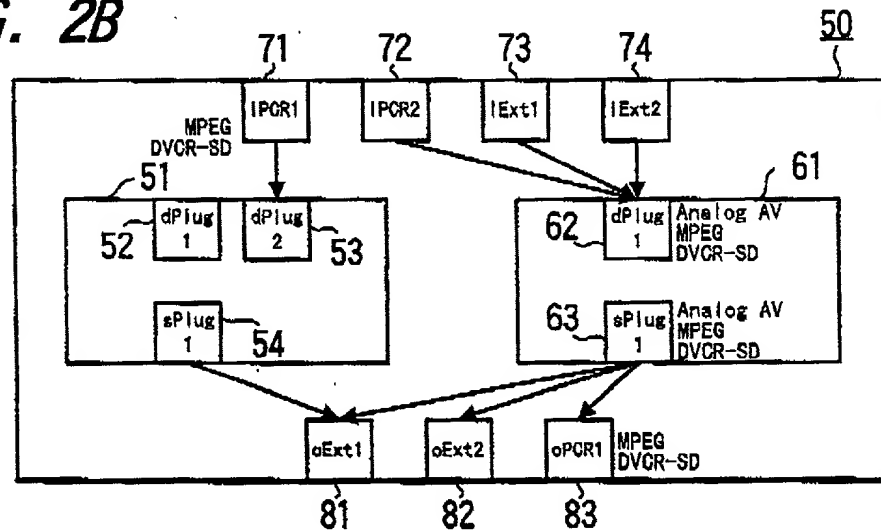 G. 2B
71 72 73 74 50
IPCR1 IPCR2 IExt1 IExt2
MPEG
DVCR-SD
51 61
dPlug
1
52
dPlug
2
53
dPlug
1
62
Analog AV
MPEG
DVCR-SD
sPlug
1
54
sPlug
1
63
Analog AV
MPEG
DVCR-SD
oExt1 oExt2 oPCR1
MPEG
DVCR-SD
81 82 83